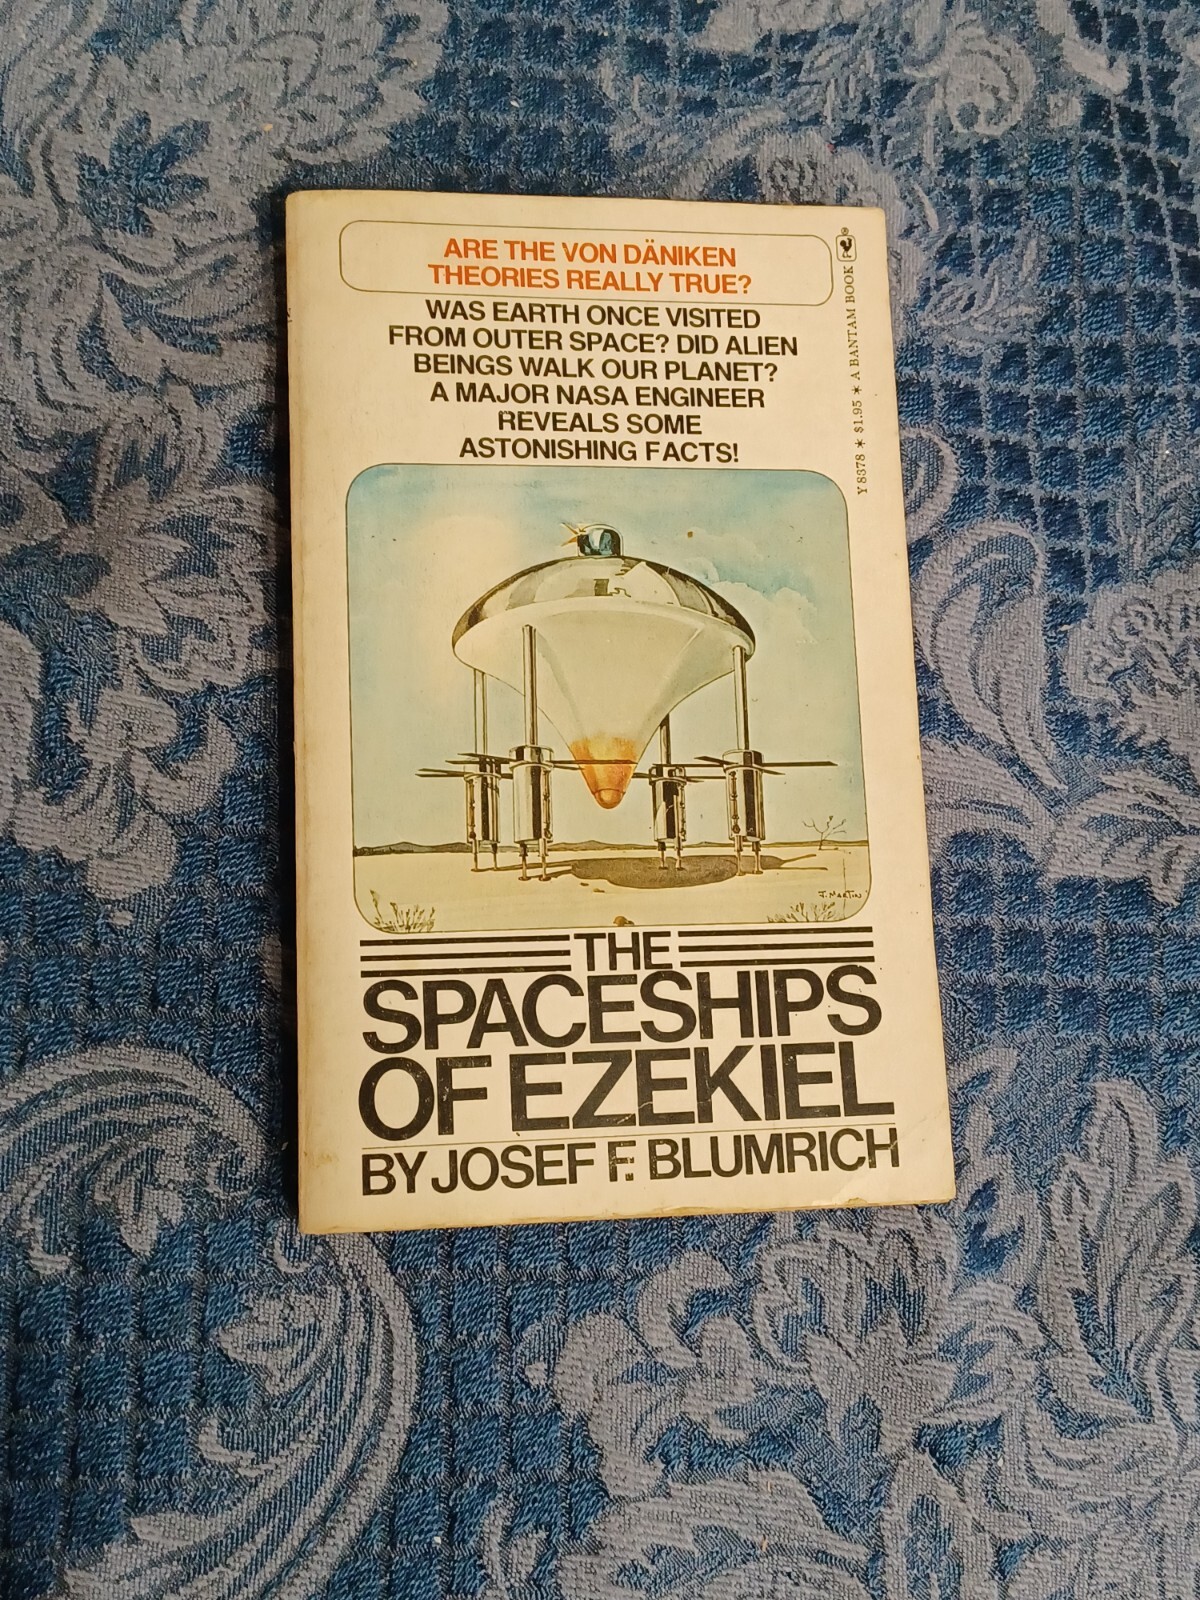 ARE THE VON DÄNIKEN
THEORIES REALLY TRUE?
WAS EARTH ONCE VISITED
FROM OUTER SPACE? DID ALIEN
BEINGS WALK OUR PLANET?
A MAJOR NASA ENGINEER
REVEALS SOME
ASTONISHING FACTS!
Y8378 * $1.95 * A BANTAM BOOK ®
J. MARTIN
THE
SPACESHIPS
OF EZEKIEL
BY JOSEF F. BLUMRICH